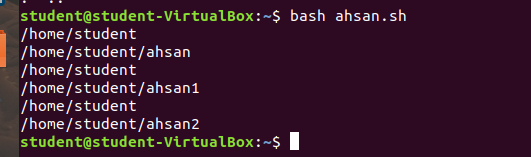 student@student-VirtualBox:~$ bash ahsan.sh
/home/student
/home/student/ahsan
/home/student
/home/student/ahsan1
/home/student
/home/student/ahsan2
student@student-VirtualBox:~$